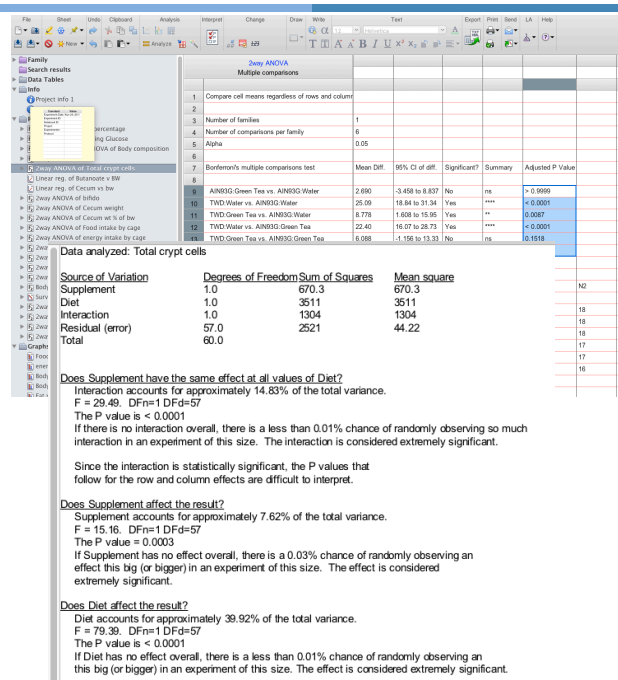 File Sheet Undo Clipboard Analysis Interpret Change Draw Write Text Export Print Send LA Help
New Analyze 123 α 12 Helvetica
T A A B I U X² X₂
Family
Search results
Data Tables
Info
Project info 1
percentage
ing Glucose
OVA of Body composition
2way ANOVA of Total crypt cells
Linear reg. of Butanoate v BW
Linear reg. of Cecum vs bw
2way ANOVA of bifido
2way ANOVA of Cecum weight
2way ANOVA of Cecum wt % of bw
2way ANOVA of Food intake by cage
2way ANOVA of energy intake by cage
2way
2way
2way
2way
Body
Surv
2way
2way
Graphs
Food
ener
Body
Body
2way ANOVA
Multiple comparisons
1 Compare cell means regardless of rows and column
2
3 Number of families 1
4 Number of comparisons per family 6
5 Alpha 0.05
6
7 Bonferroni's multiple comparisons test Mean Diff. 95% CI of diff. Significant? Summary Adjusted P Value
8
9 AIN93G:Green Tea vs. AIN93G:Water 2.690 -3.458 to 8.837 No ns > 0.9999
10 TWD:Water vs. AIN93G:Water 25.09 18.84 to 31.34 Yes **** < 0.0001
11 TWD:Green Tea vs. AIN93G:Water 8.778 1.608 to 15.95 Yes ** 0.0087
12 TWD:Water vs. AIN93G:Green Tea 22.40 16.07 to 28.73 Yes **** < 0.0001
13 TWD:Green Tea vs. AIN93G:Green Tea 6.088 -1.156 to 13.33 No ns 0.1518
N2
18
18
18
17
17
16
Data analyzed: Total crypt cells
Source of Variation Degrees of Freedom Sum of Squares Mean square
Supplement 1.0 670.3 670.3
Diet 1.0 3511 3511
Interaction 1.0 1304 1304
Residual (error) 57.0 2521 44.22
Total 60.0
Does Supplement have the same effect at all values of Diet?
Interaction accounts for approximately 14.83% of the total variance.
F = 29.49. DFn=1 DFd=57
The P value is < 0.0001
If there is no interaction overall, there is a less than 0.01% chance of randomly observing so much
interaction in an experiment of this size. The interaction is considered extremely significant.
Since the interaction is statistically significant, the P values that
follow for the row and column effects are difficult to interpret.
Does Supplement affect the result?
Supplement accounts for approximately 7.62% of the total variance.
F = 15.16. DFn=1 DFd=57
The P value = 0.0003
If Supplement has no effect overall, there is a 0.03% chance of randomly observing an
effect this big (or bigger) in an experiment of this size. The effect is considered
extremely significant.
Does Diet affect the result?
Diet accounts for approximately 39.92% of the total variance.
F = 79.39. DFn=1 DFd=57
The P value is < 0.0001
If Diet has no effect overall, there is a less than 0.01% chance of randomly observing an
this big (or bigger) in an experiment of this size. The effect is considered extremely significant.